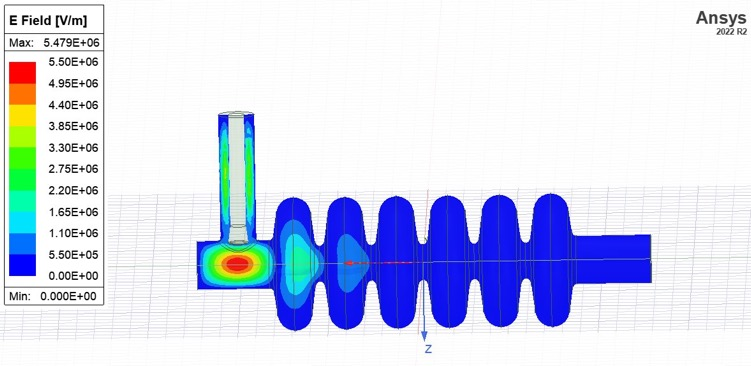 E Field [V/m]
Max: 5.479E+06
5.50E+06
4.95E+06
4.40E+06
3.85E+06
3.30E+06
2.75E+06
2.20E+06
1.65E+06
1.10E+06
5.50E+05
0.00E+00
Min: 0.000E+00
Ansys
2022 R2
Z